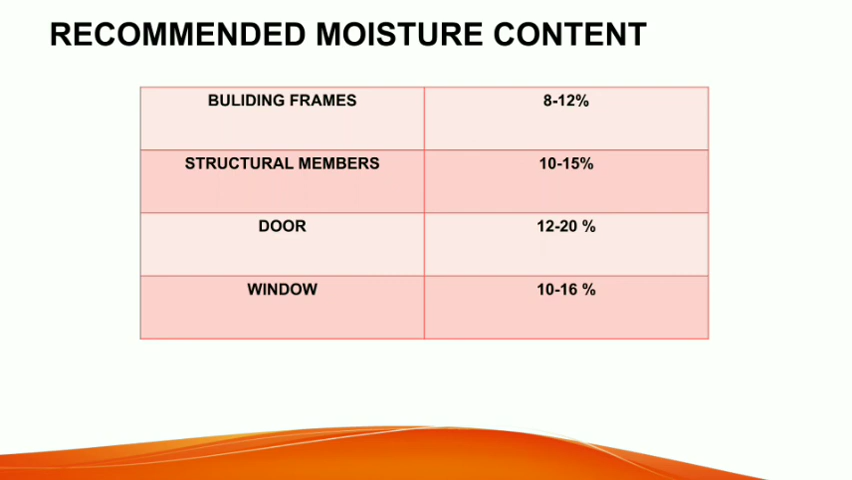 RECOMMENDED MOISTURE CONTENT
BULIDING FRAMES 8-12%
STRUCTURAL MEMBERS 10-15%
DOOR 12-20 %
WINDOW 10-16 %